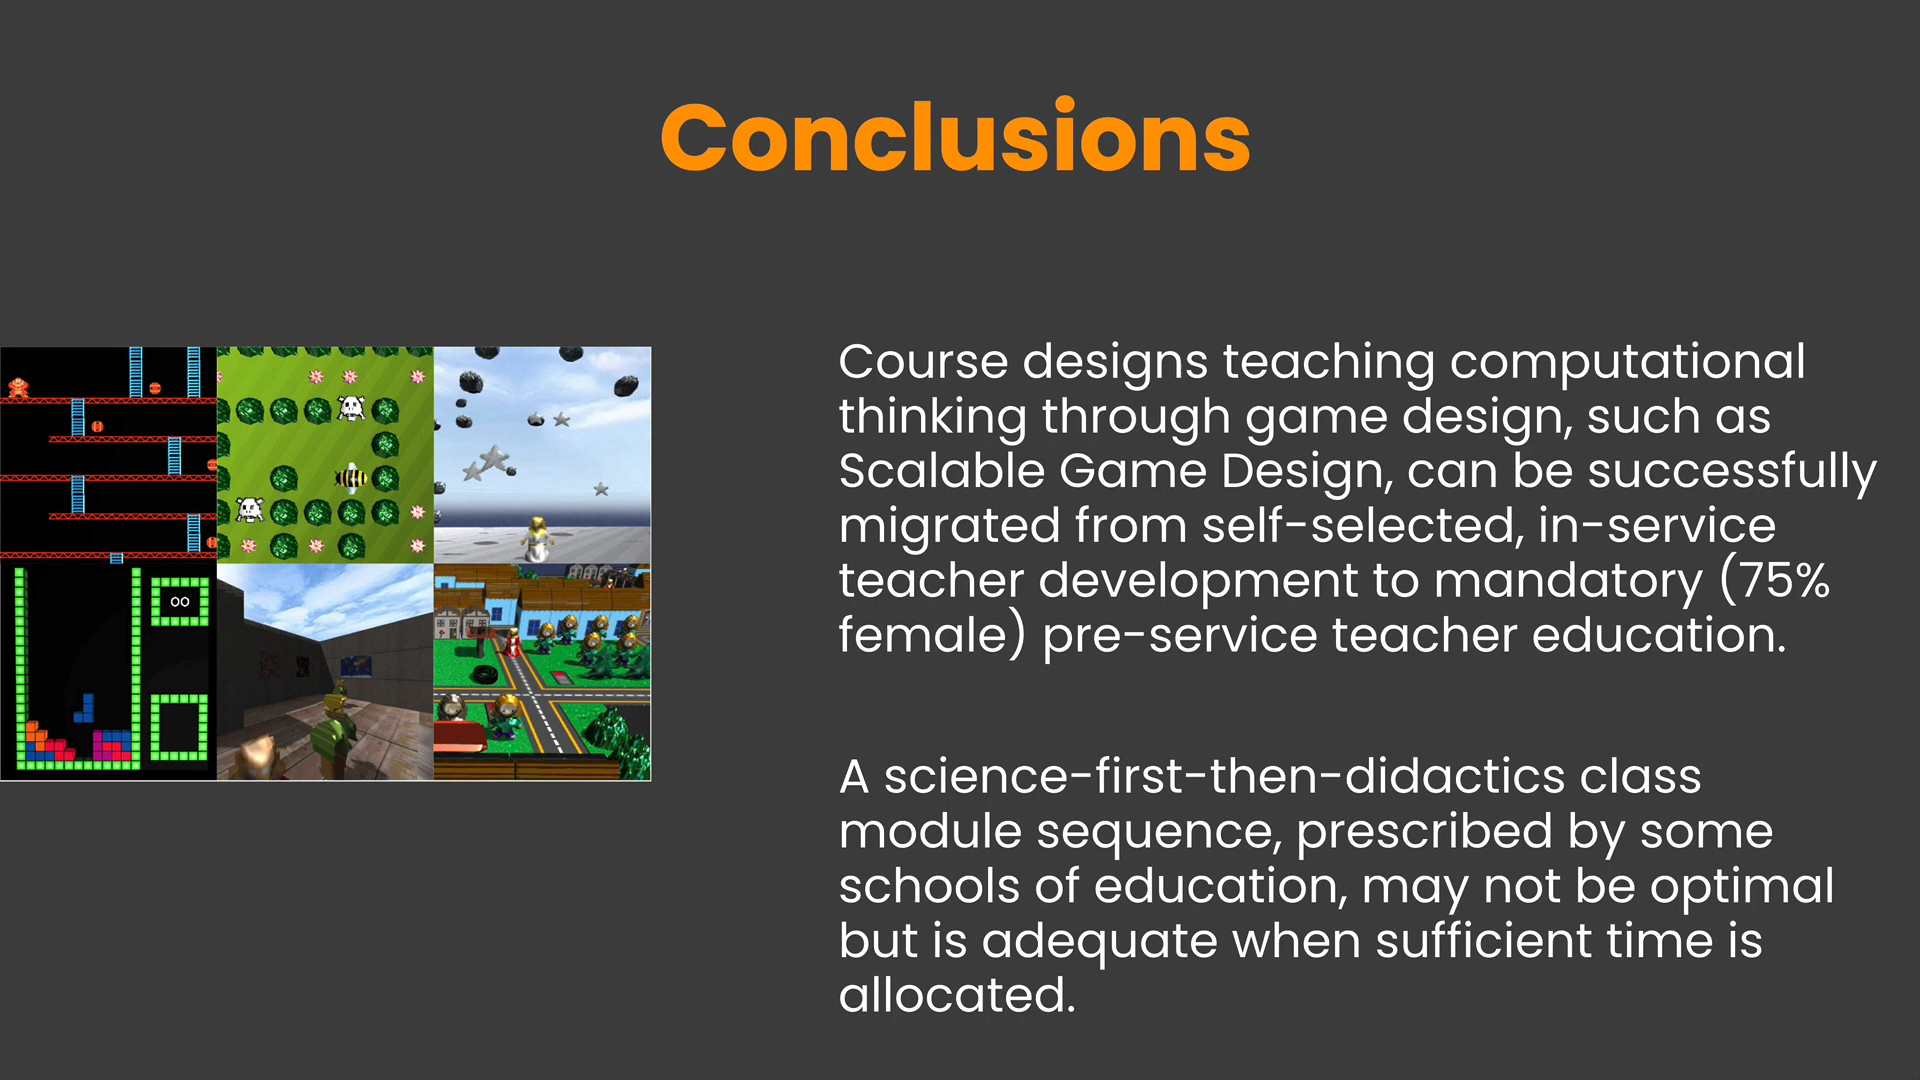 Conclusions
Course designs teaching computational
thinking through game design, such as
Scalable Game Design, can be successfully
migrated from self-selected, in-service
teacher development to mandatory (75%
female) pre-service teacher education.
A science-first-then-didactics class
module sequence, prescribed by some
schools of education, may not be optimal
but is adequate when sufficient time is
allocated.
00